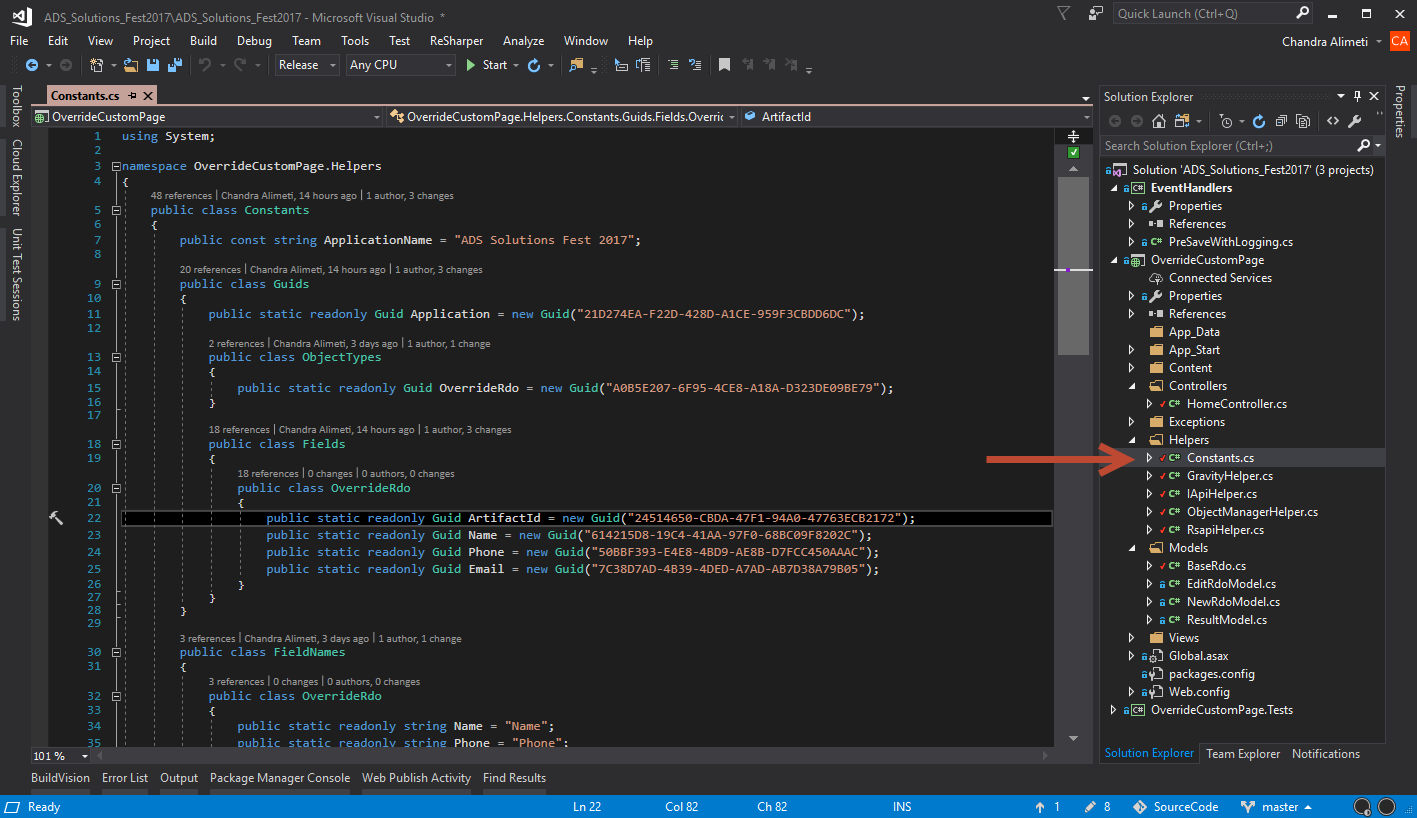 ADS_Solutions_Fest2017\ADS_Solutions_Fest2017 - Microsoft Visual Studio *
Quick Launch (Ctrl+Q)
File Edit View Project Build Debug Team Tools Test ReSharper Analyze Window Help
Chandra Alimeti CA
Release Any CPU Start
Toolbox
Cloud Explorer
Unit Test Sessions
Constants.cs
OverrideCustomPage OverrideCustomPage.Helpers.Constants.Guids.Fields.Overric ArtifactId
1 using System;
2
3 namespace OverrideCustomPage.Helpers
4 {
48 references | Chandra Alimeti, 14 hours ago | 1 author, 3 changes
5 public class Constants
6 {
7 public const string ApplicationName = "ADS Solutions Fest 2017";
8
20 references | Chandra Alimeti, 14 hours ago | 1 author, 3 changes
9 public class Guids
10 {
11 public static readonly Guid Application = new Guid("21D274EA-F22D-428D-A1CE-959F3CBDD6DC");
12
2 references | Chandra Alimeti, 3 days ago | 1 author, 1 change
13 public class ObjectTypes
14 {
15 public static readonly Guid OverrideRdo = new Guid("A0B5E207-6F95-4CE8-A18A-D323DE09BE79");
16 }
17
18 references | Chandra Alimeti, 14 hours ago | 1 author, 3 changes
18 public class Fields
19 {
18 references | 0 changes | 0 authors, 0 changes
20 public class OverrideRdo
21 {
22 public static readonly Guid ArtifactId = new Guid("24514650-CBDA-47F1-94A0-47763ECB2172");
23 public static readonly Guid Name = new Guid("614215D8-19C4-41AA-97F0-68BC09F8202C");
24 public static readonly Guid Phone = new Guid("50BBF393-E4E8-4BD9-AE8B-D7FCC450AAAC");
25 public static readonly Guid Email = new Guid("7C38D7AD-4B39-4DED-A7AD-AB7D38A79B05");
26 }
27 }
28 }
29
3 references | Chandra Alimeti, 3 days ago | 1 author, 1 change
30 public class FieldNames
31 {
3 references | 0 changes | 0 authors, 0 changes
32 public class OverrideRdo
33 {
34 public static readonly string Name = "Name";
35 public static readonly string Phone = "Phone";
101 %
Solution Explorer
Search Solution Explorer (Ctrl+;)
Solution 'ADS_Solutions_Fest2017' (3 projects)
C# EventHandlers
Properties
References
C# PreSaveWithLogging.cs
OverrideCustomPage
Connected Services
Properties
References
App_Data
App_Start
Content
Controllers
C# HomeController.cs
Exceptions
Helpers
C# Constants.cs
C# GravityHelper.cs
C# IApiHelper.cs
C# ObjectManagerHelper.cs
C# RsapiHelper.cs
Models
C# BaseRdo.cs
C# EditRdoModel.cs
C# NewRdoModel.cs
C# ResultModel.cs
Views
Global.asax
packages.config
Web.config
C# OverrideCustomPage.Tests
Solution Explorer Team Explorer Notifications
Properties
BuildVision Error List Output Package Manager Console Web Publish Activity Find Results
Ready Ln 22 Col 82 Ch 82 INS 1 8 SourceCode master